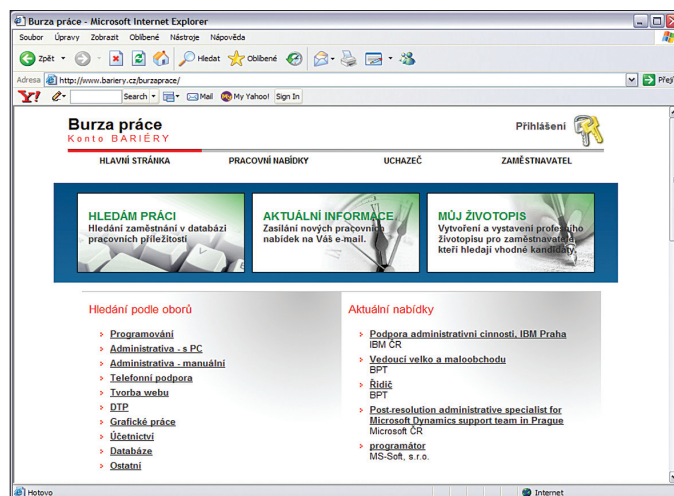 Burza práce - Microsoft Internet Explorer
Soubor Úpravy Zobrazit Oblíbené Nástroje Nápověda
Zpět Hledat Oblíbené
Adresa http://www.bariery.cz/burzaprace/ Přejí
Y! Search Mail My Yahoo! Sign In
Burza práce
Konto BARIÉRY
Přihlášení
HLAVNÍ STRÁNKA PRACOVNÍ NABÍDKY UCHAZEČ ZAMĚSTNAVATEL
HLEDÁM PRÁCI
Hledání zaměstnání v databázi
pracovních příležitostí
AKTUÁLNÍ INFORMACE
Zasílání nových pracovních
nabídek na Váš e-mail.
MŮJ ŽIVOTOPIS
Vytvoření a vystavení profesního
životopisu pro zaměstnavatele,
kteří hledají vhodné kandidáty.
Hledání podle oborů
Programování
Administrativa - s PC
Administrativa - manuální
Telefonní podpora
Tvorba webu
DTP
Grafické práce
Účetnictví
Databáze
Ostatní
Aktuální nabídky
Podpora administrativní cinnosti, IBM Praha
IBM ČR
Vedoucí velko a maloobchodu
BPT
Řidič
BPT
Post-resolution administrative specialist for
Microsoft Dynamics support team in Prague
Microsoft ČR
programátor
MS-Soft, s.r.o.
Hotovo Internet